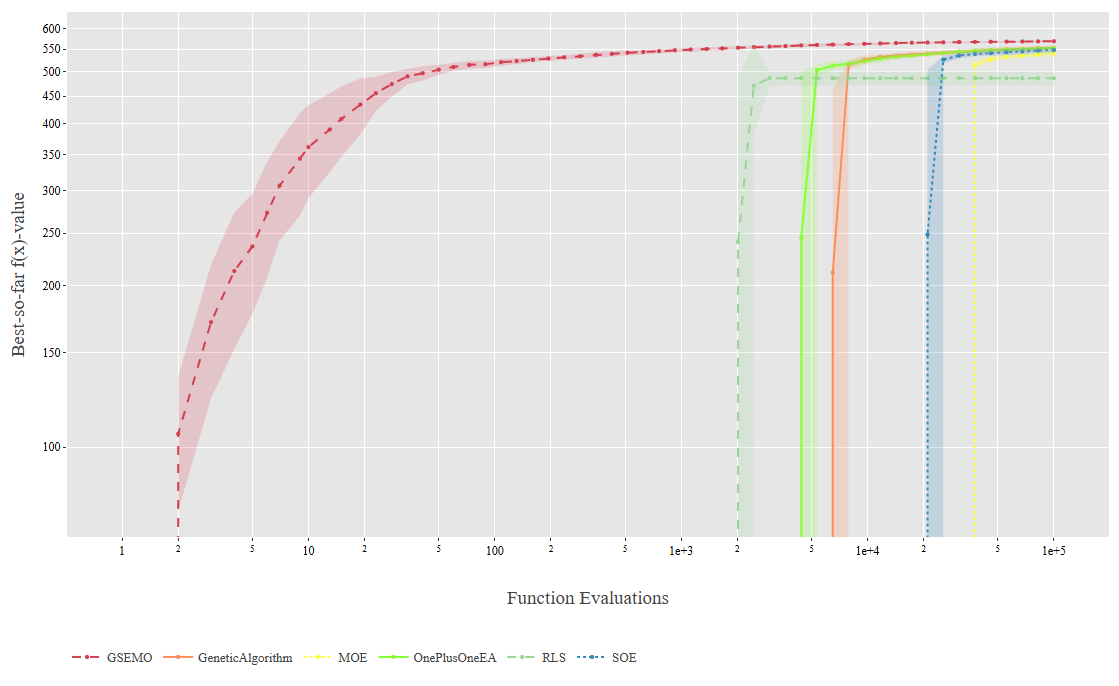 600
550
500
450
400
350
300
250
200
150
100
Best-so-far f(x)-value
1 2 5 10 2 5 100 2 5 1e+3 2 5 1e+4 2 5 1e+5
Function Evaluations
GSEMO GeneticAlgorithm MOE OnePlusOneEA RLS SOE